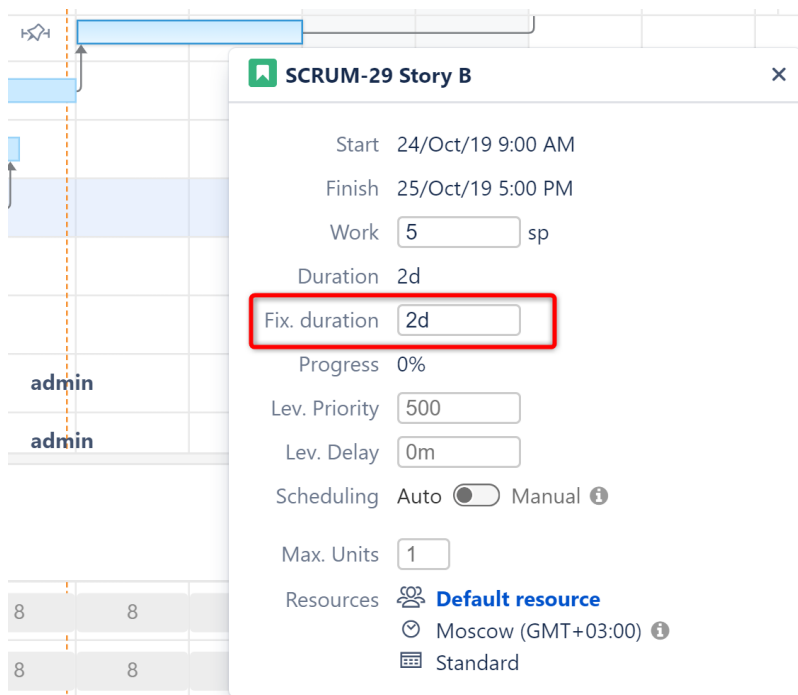 SCRUM-29 Story B
Start 24/Oct/19 9:00 AM
Finish 25/Oct/19 5:00 PM
Work 5 sp
Duration 2d
Fix. duration 2d
Progress 0%
admin
Lev. Priority 500
admin
Lev. Delay 0m
Scheduling Auto Manual
Max. Units 1
Resources Default resource
8 8
Moscow (GMT+03:00)
Standard
8 8